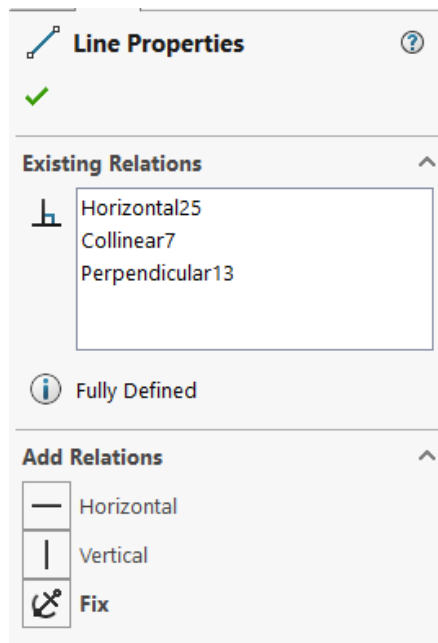 Line Properties
Existing Relations
Horizontal25
Collinear7
Perpendicular13
Fully Defined
Add Relations
Horizontal
Vertical
Fix